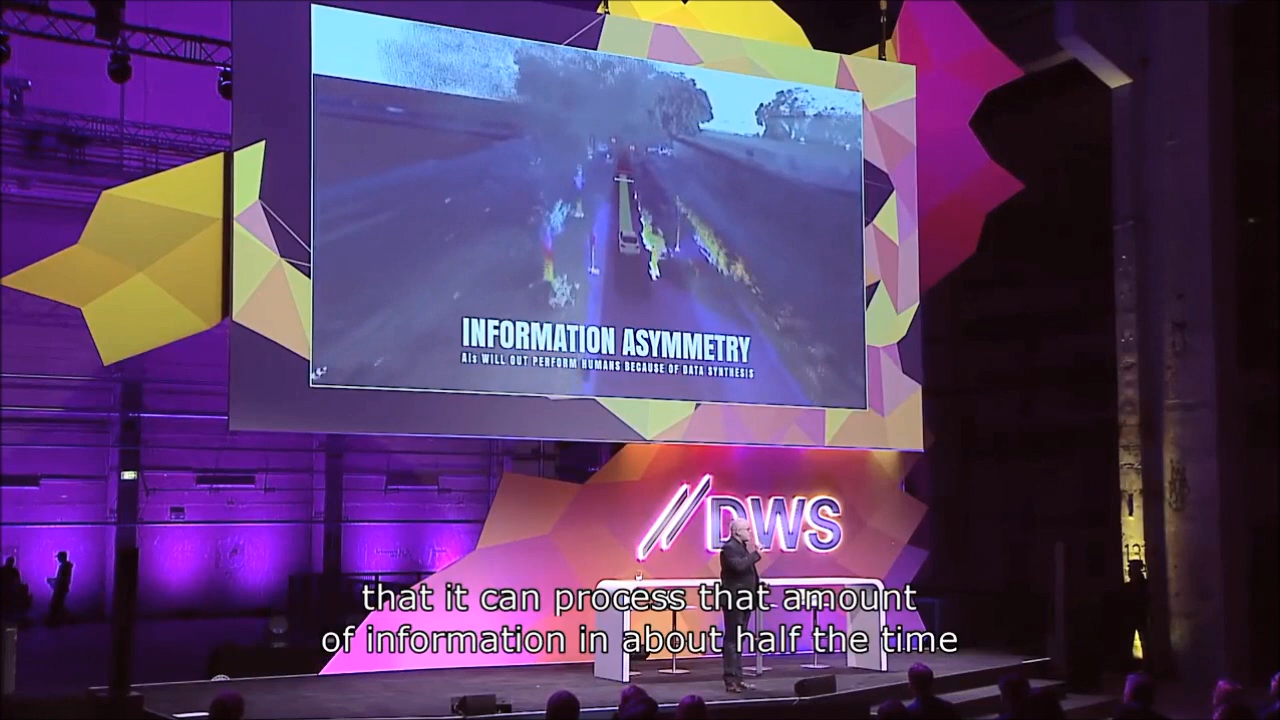 INFORMATION ASYMMETRY
AIs WILL OUT PERFORM HUMANS BECAUSE OF DATA SYNTHESIS
//DWS
that it can process that amount
of information in about half the time